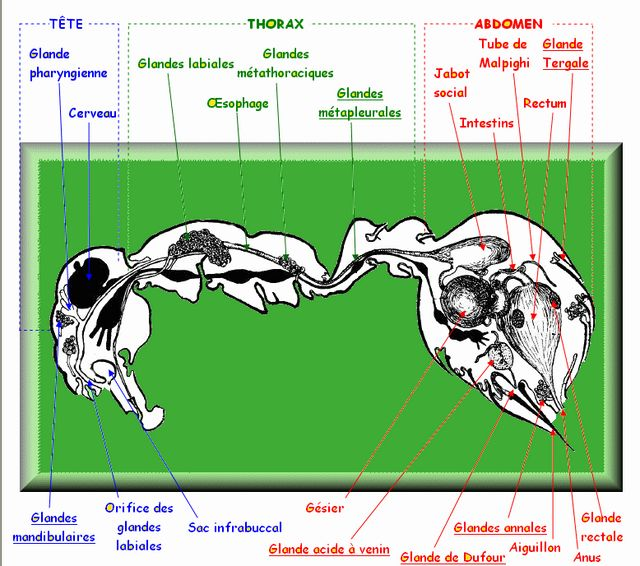 TÊTE
THORAX
ABDOMEN
Glande
pharyngienne
Cerveau
Glandes labiales
Glandes
métathoraciques
Œsophage
Glandes
métapleurales
Jabot
social
Tube de
Malpighi
Glande
Tergale
Rectum
Intestins
Glandes
mandibulaires
Orifice des
glandes
labiales
Sac infrabuccal
Gésier
Glande acide à venin
Glande de Dufour
Glandes annales
Aiguillon
Anus
Glande
rectale